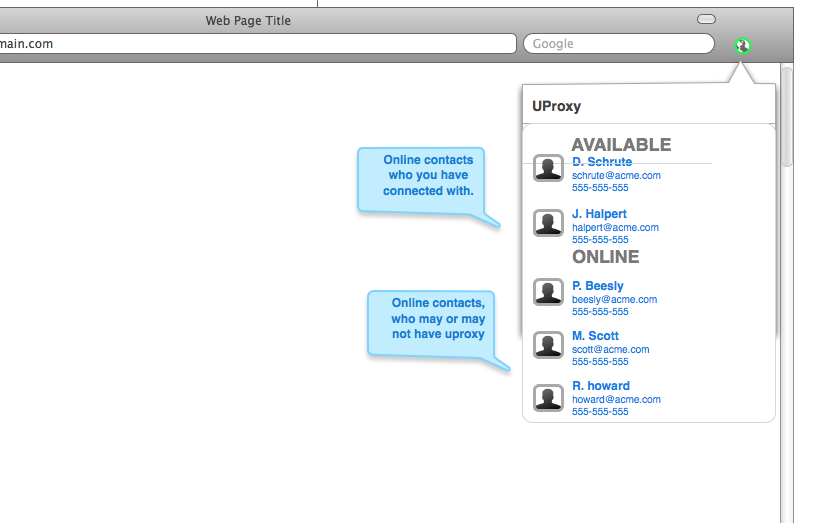 Web Page Title
main.com
Google
UProxy
AVAILABLE
D. Schrute
schrute@acme.com
555-555-555
Online contacts
who you have
connected with.
J. Halpert
halpert@acme.com
555-555-555
ONLINE
P. Beesly
beesly@acme.com
555-555-555
Online contacts,
who may or may
not have uproxy
M. Scott
scott@acme.com
555-555-555
R. howard
howard@acme.com
555-555-555